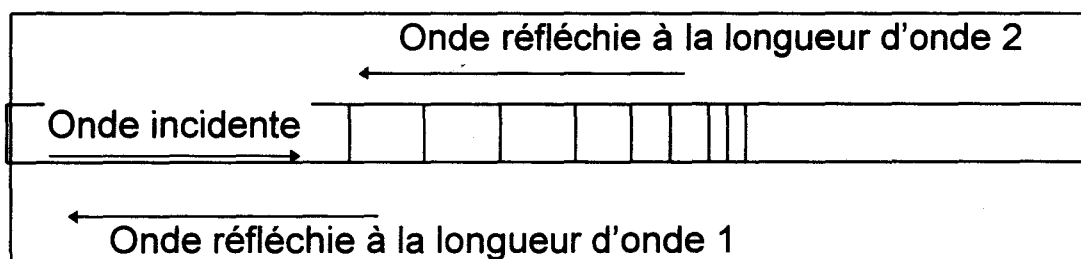 Onde réfléchie à la longueur d'onde 2
Onde incidente
Onde réfléchie à la longueur d'onde 1